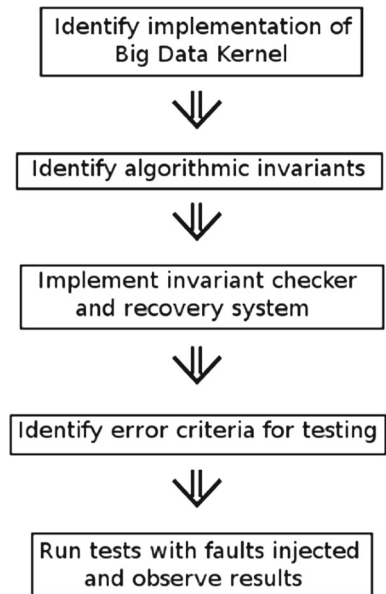 Identify implementation of
Big Data Kernel
Identify algorithmic invariants
Implement invariant checker
and recovery system
Identify error criteria for testing
Run tests with faults injected
and observe results